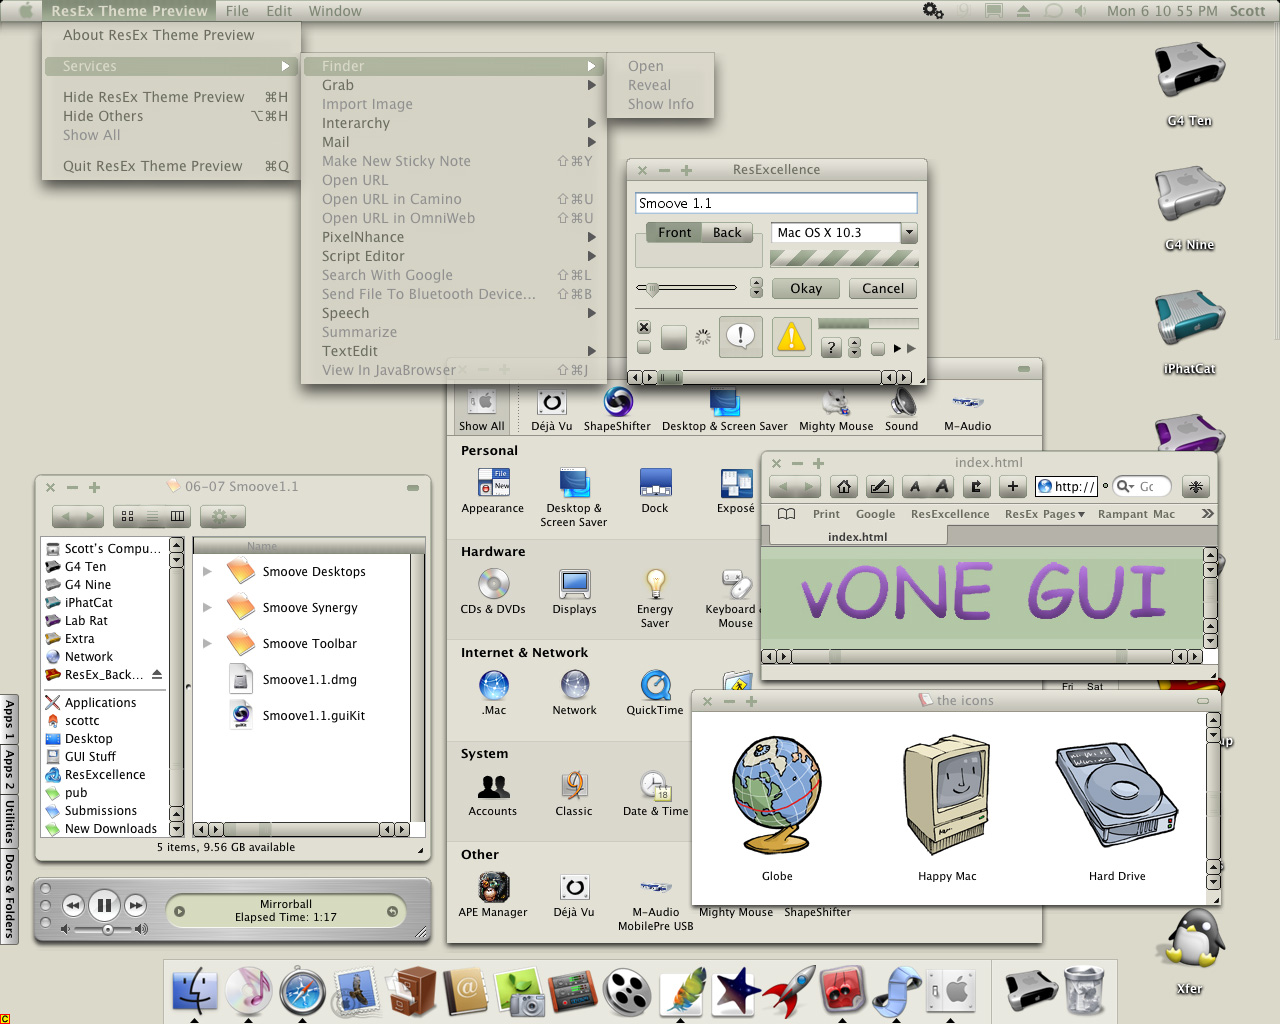 ResEx Theme Preview File Edit Window Mon 6 10 55 PM Scott
About ResEx Theme Preview
Services
Hide ResEx Theme Preview ⌘H
Hide Others ⌥⌘H
Show All
Quit ResEx Theme Preview ⌘Q
Finder
Grab
Import Image
Interarchy
Mail
Make New Sticky Note ⇧⌘Y
Open URL
Open URL in Camino ⇧⌘U
Open URL in OmniWeb ⇧⌘U
PixelNhance
Script Editor
Search With Google ⇧⌘L
Send File To Bluetooth Device... ⇧⌘B
Speech
Summarize
TextEdit
View In JavaBrowser ⇧⌘J
Open
Reveal
Show Info
G4 Ten
G4 Nine
iPhatCat
Xfer
ResExcellence
Smoove 1.1
Front Back
Mac OS X 10.3
Okay Cancel
Show All Déjà Vu ShapeShifter Desktop & Screen Saver Mighty Mouse Sound M-Audio
Personal
Appearance Desktop & Screen Saver Dock Exposé
Hardware
CDs & DVDs Displays Energy Saver Keyboard & Mouse
Internet & Network
.Mac Network QuickTime
Fri Sat
System
Accounts Classic Date & Time
18
Other
APE Manager Déjà Vu M-Audio MobilePre USB Mighty Mouse ShapeShifter
index.html
http://
Gc
Print Google ResExcellence ResEx Pages Rampant Mac
index.html
vONE GUI
the icons
Globe Happy Mac Hard Drive
06-07 Smoove1.1
Name
Scott's Compu...
G4 Ten
G4 Nine
iPhatCat
Lab Rat
Extra
Network
ResEx_Back...
Applications
scottc
Desktop
GUI Stuff
ResExcellence
pub
Submissions
New Downloads
Smoove Desktops
Smoove Synergy
Smoove Toolbar
Smoove1.1.dmg
Smoove1.1.guiKit
5 items, 9.56 GB available
Mirrorball
Elapsed Time: 1:17
Apps 1
Apps 2
Utilities
Docs & Folders